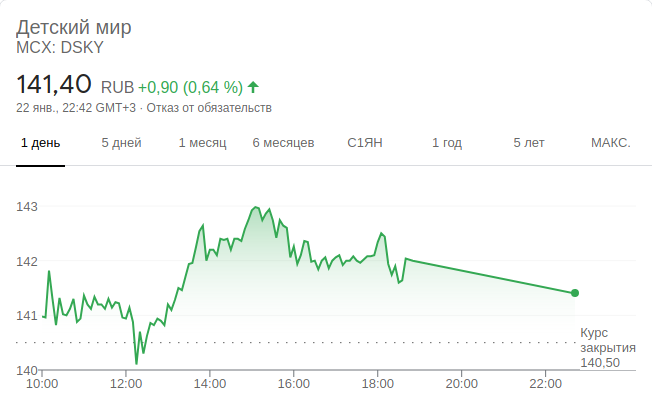 Детский мир
MCX: DSKY
141,40 RUB +0,90 (0,64 %)
22 янв., 22:42 GMT+3 · Отказ от обязательств
1 день 5 дней 1 месяц 6 месяцев С1ЯН 1 год 5 лет МАКС.
143
142
141
140
Курс
закрытия
140,50
10:00 12:00 14:00 16:00 18:00 20:00 22:00